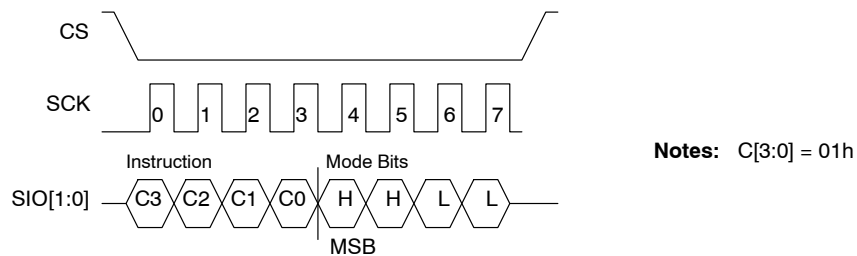 CS
SCK
0 1 2 3 4 5 6 7
Notes: C[3:0] = 01h
Instruction Mode Bits
SIO[1:0] C3 C2 C1 C0 H H L L
MSB